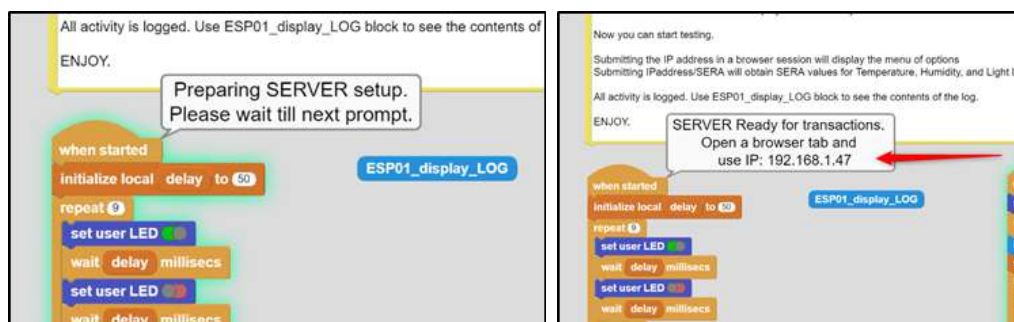 All activity is logged. Use ESP01_display_LOG block to see the contents of
ENJOY.
Preparing SERVER setup.
Please wait till next prompt.
when started
initialize local delay to 50
ESP01_display_LOG
repeat 9
set user LED
wait delay millisecs
set user LED
wait delay millisecs
Now you can start testing.
Submitting the IP address in a browser session will display the menu of options
Submitting IPaddress/SERA will obtain SERA values for Temperature, Humidity, and Light
All activity is logged. Use ESP01_display_LOG block to see the contents of the log.
ENJOY.
SERVER Ready for transactions.
Open a browser tab and
use IP: 192.168.1.47
when started
initialize local delay to 50
ESP01_display_LOG
repeat 9
set user LED
wait delay millisecs
set user LED
wait delay millisecs